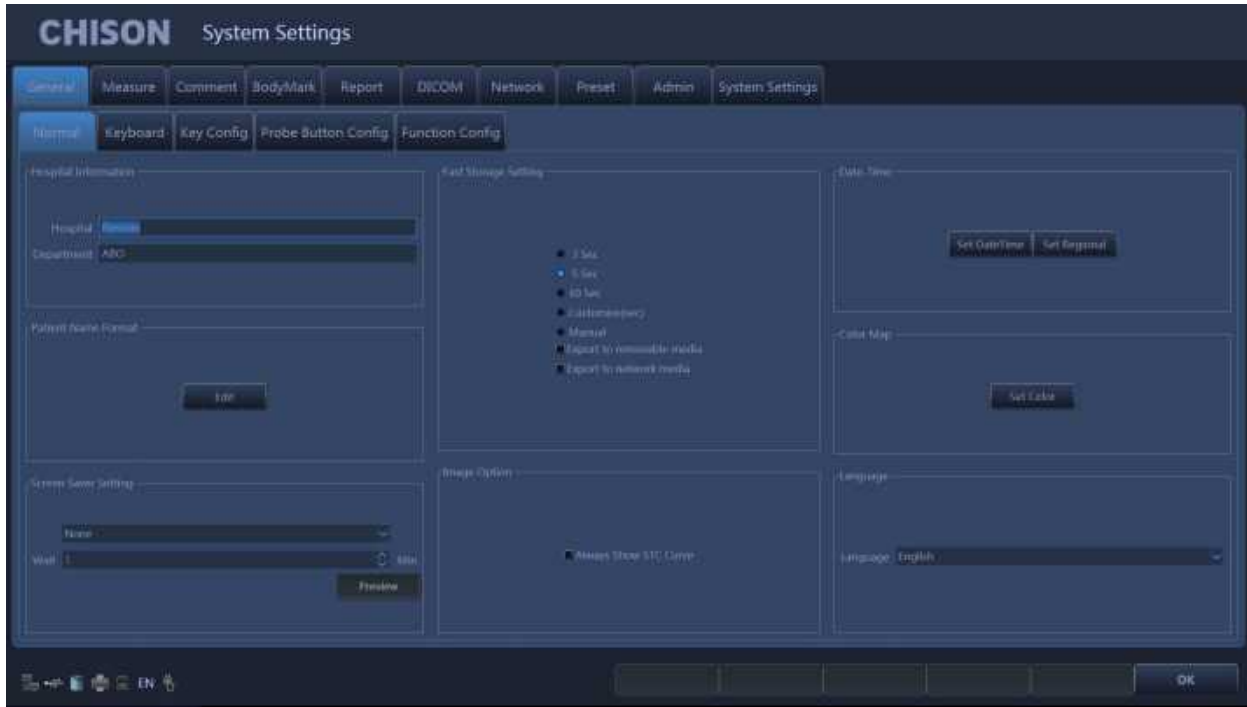 CHISON System Settings
General Measure Comment BodyMark Report DICOM Network Preset Admin System Settings
Normal Keyboard Key Config Probe Button Config Function Config
Hospital Information
Hospital
Department
Patient Name Format
Edit
Screen Saver Setting
None
Wait 1 Min
Preview
Fast Storage Setting
3 Sec
5 Sec
10 Sec
Manual
Export to removable media
Export to network media
Image Option
Always Show STC Curve
Date-Time
Set DateTime Set Regional
Color Map
Set Color
Language
Language English
EN
OK